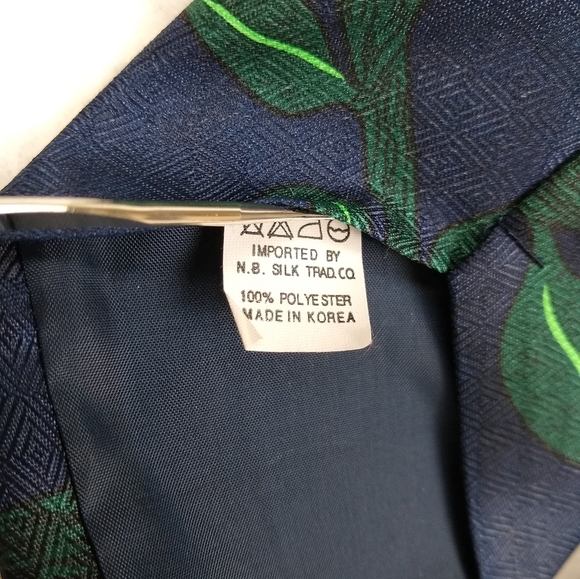 IMPORTED BY
N.B. SILK TRAD.CO.
100% POLYESTER
MADE IN KOREA